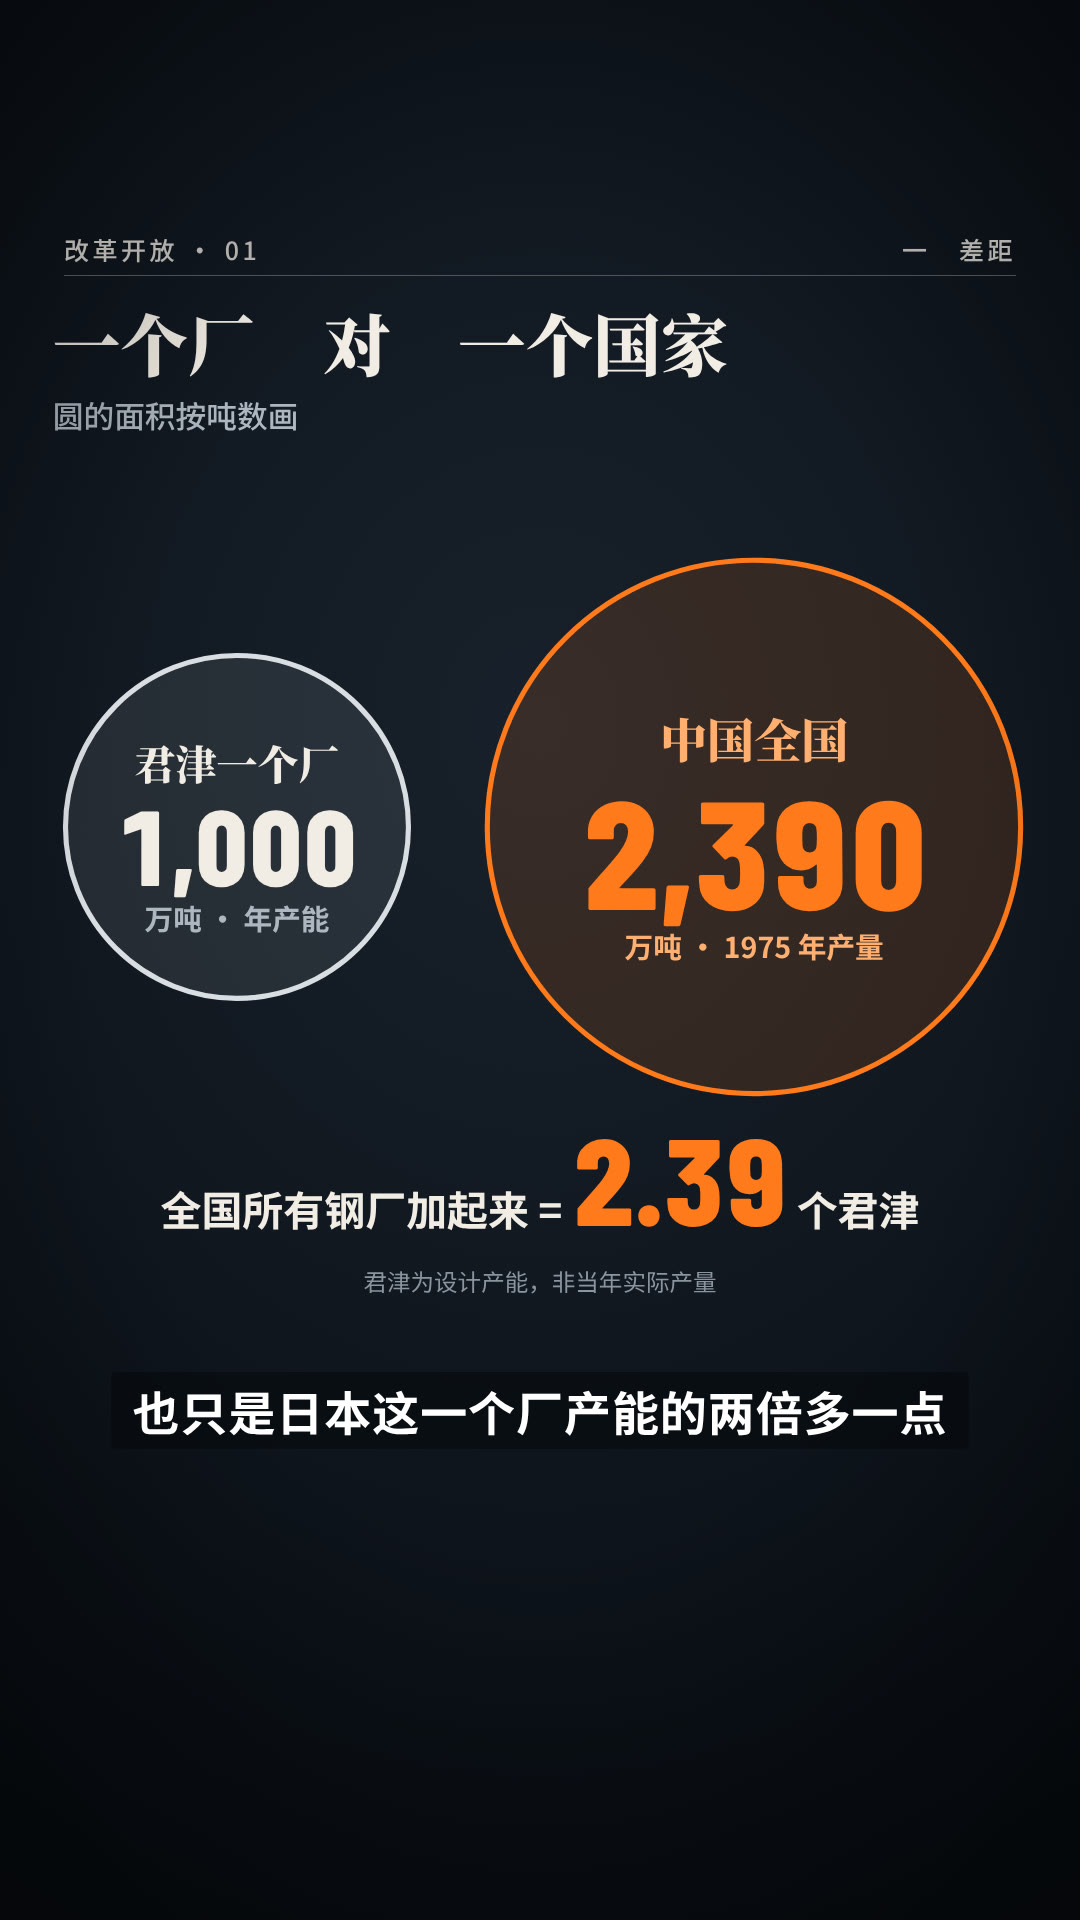 改革开放 · 01
一 差距
一个厂 对 一个国家
圆的面积按吨数画
君津一个厂
1,000
万吨 · 年产能
中国全国
2,390
万吨 · 1975 年产量
全国所有钢厂加起来 = 2.39 个君津
君津为设计产能，非当年实际产量
也只是日本这一个厂产能的两倍多一点